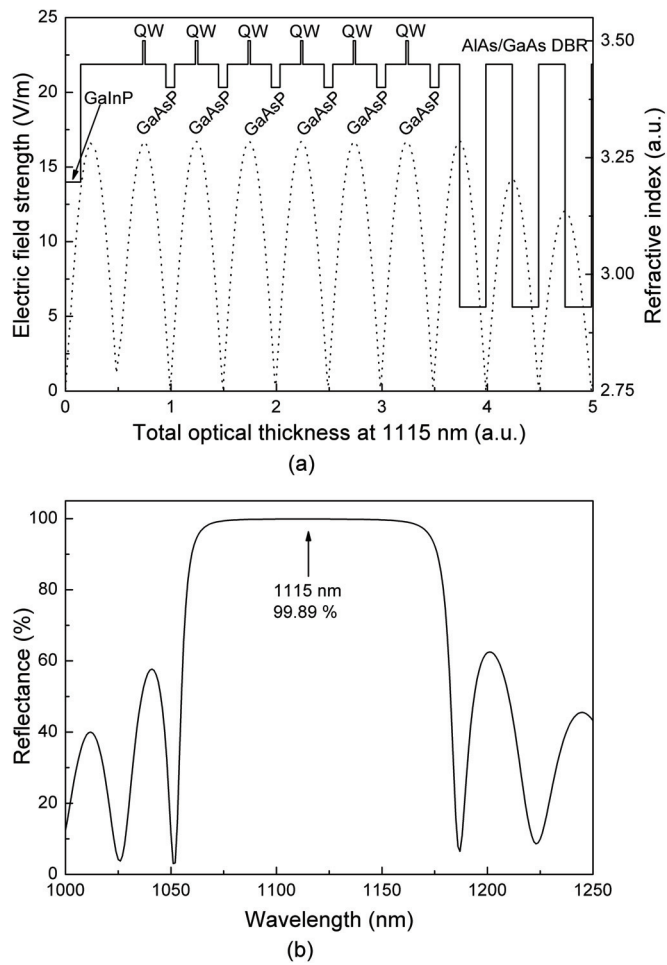 QW QW QW QW QW QW
AlAs/GaAs DBR
GaInP
GaAsP GaAsP GaAsP GaAsP GaAsP GaAsP
Electric field strength (V/m)
25
20
15
10
5
0
Refractive index (a.u.)
3.50
3.25
3.00
2.75
0 1 2 3 4 5
Total optical thickness at 1115 nm (a.u.)
(a)
Reflectance (%)
100
80
60
40
20
0
1115 nm
99.89 %
1000 1050 1100 1150 1200 1250
Wavelength (nm)
(b)